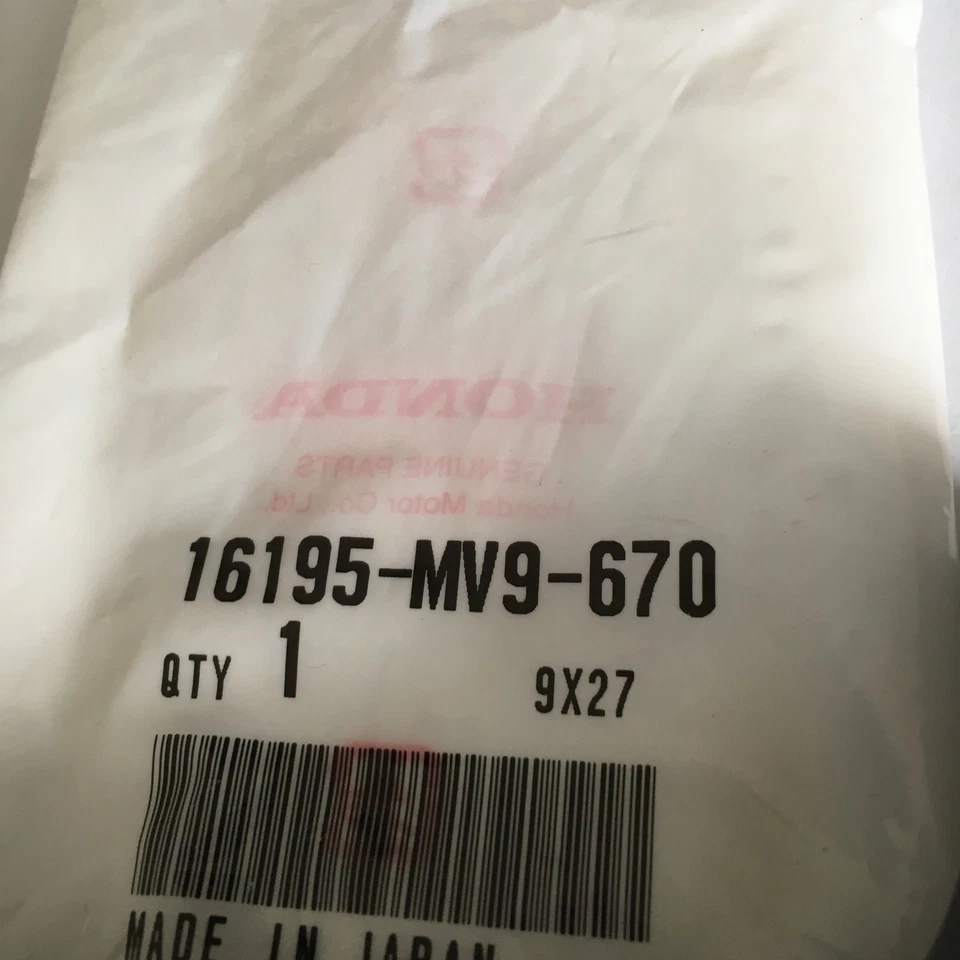 HONDA
GENUINE PARTS
Honda Motor Co., Ltd.
16195-MV9-670
QTY 1 9X27
MADE IN JAPAN